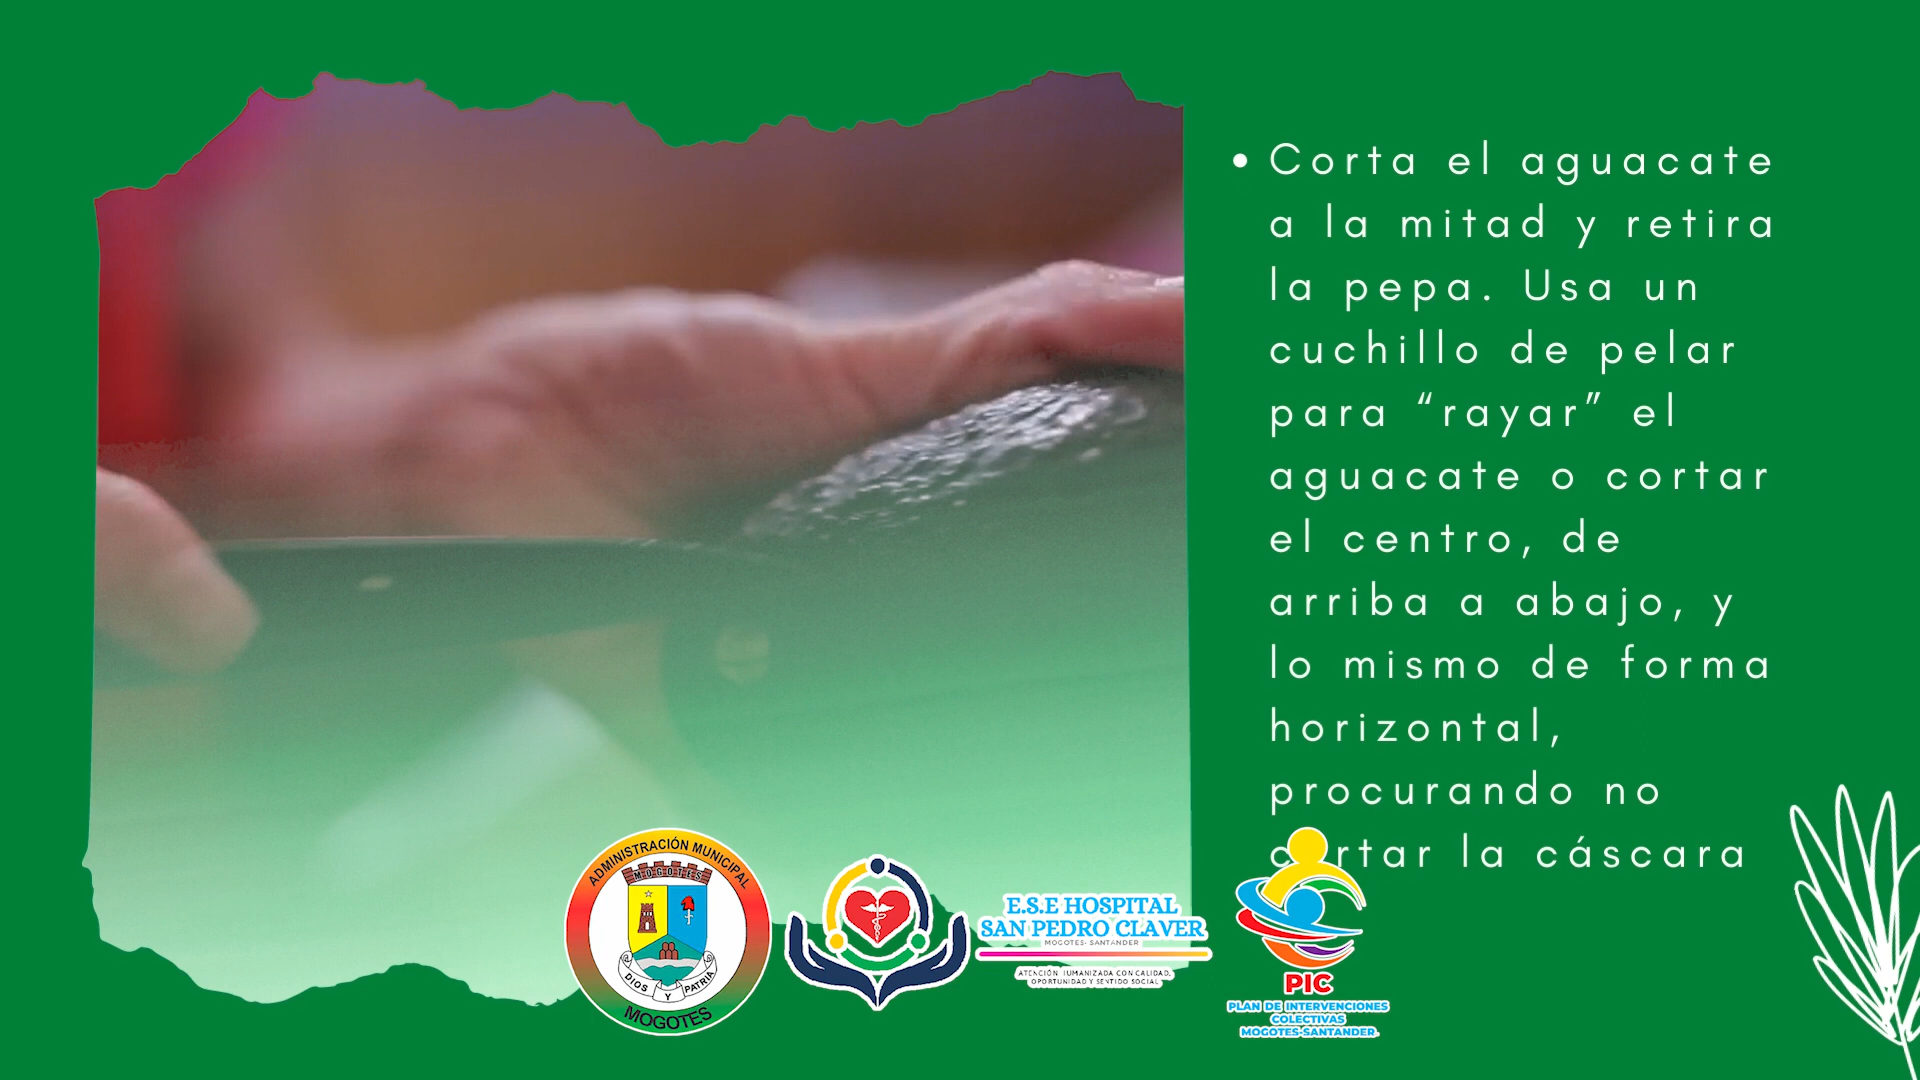 • Corta el aguacate
a la mitad y retira
la pepa. Usa un
cuchillo de pelar
para “rayar” el
aguacate o cortar
el centro, de
arriba a abajo, y
lo mismo de forma
horizontal,
procurando no
cortar la cáscara
ADMINISTRACIÓN MUNICIPAL
MOGOTES
DIOS Y PATRIA
MOGOTES
E.S.E HOSPITAL
SAN PEDRO CLAVER
MOGOTES- SANTANDER
ATENCIÓN HUMANIZADA CON CALIDAD,
OPORTUNIDAD Y SENTIDO SOCIAL
PIC
PLAN DE INTERVENCIONES
COLECTIVAS
MOGOTES-SANTANDER